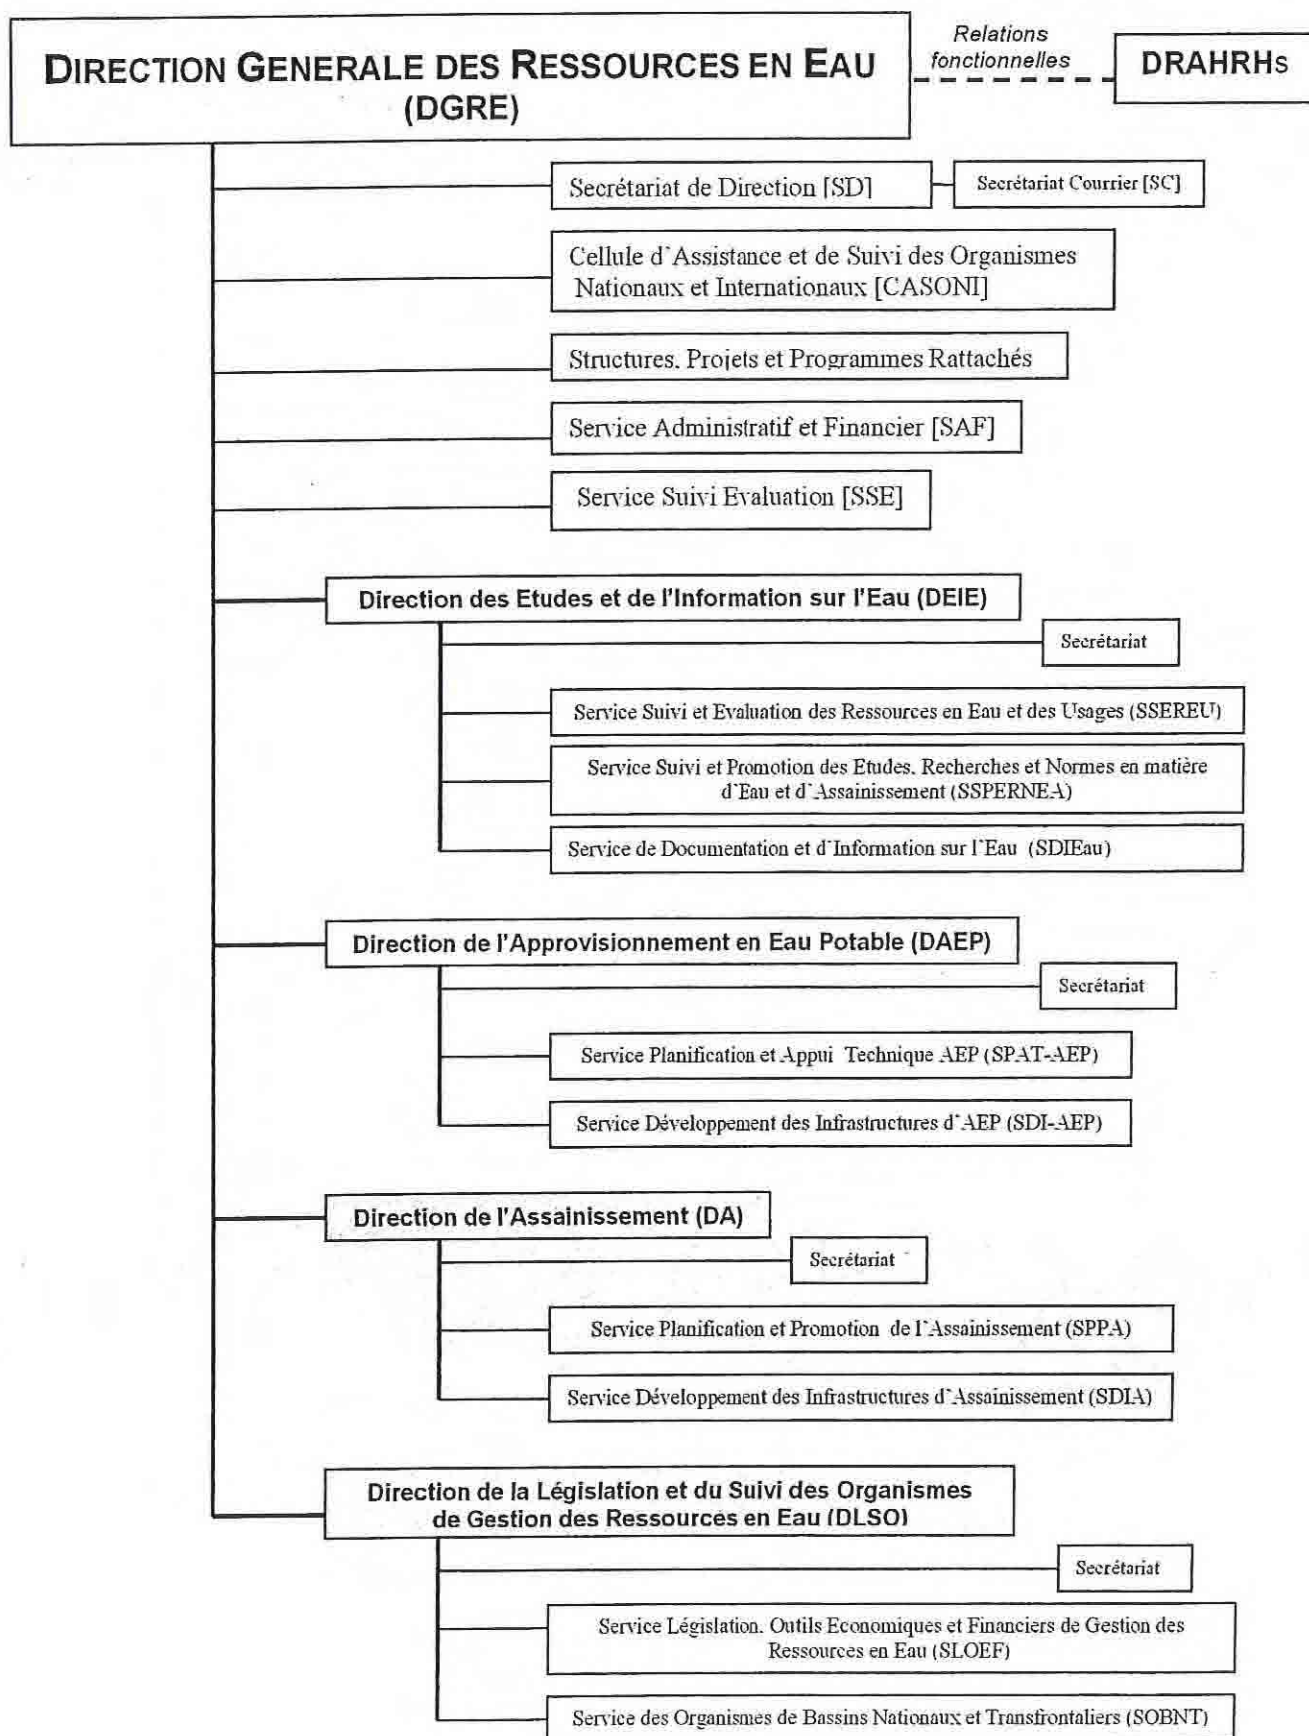 DIRECTION GENERALE DES RESSOURCES EN EAU
(DGRE)
Relations
fonctionnelles
DRAHRHs
Secrétariat de Direction [SD]
Secrétariat Courrier [SC]
Cellule d'Assistance et de Suivi des Organismes
Nationaux et Internationaux [CASONI]
Structures. Projets et Programmes Rattachés
Service Administratif et Financier [SAF]
Service Suivi Evaluation [SSE]
Direction des Etudes et de l'Information sur l'Eau (DEIE)
Secrétariat
Service Suivi et Evaluation des Ressources en Eau et des Usages (SSEREU)
Service Suivi et Promotion des Etudes. Recherches et Normes en matière
d'Eau et d'Assainissement (SSPERNEA)
Service de Documentation et d'Information sur l'Eau (SDIEau)
Direction de l'Approvisionnement en Eau Potable (DAEP)
Secrétariat
Service Planification et Appui Technique AEP (SPAT-AEP)
Service Développement des Infrastructures d'AEP (SDI-AEP)
Direction de l'Assainissement (DA)
Secrétariat
Service Planification et Promotion de l'Assainissement (SPPA)
Service Développement des Infrastructures d'Assainissement (SDIA)
Direction de la Législation et du Suivi des Organismes
de Gestion des Ressources en Eau (DLSO)
Secrétariat
Service Législation. Outils Economiques et Financiers de Gestion des
Ressources en Eau (SLOEF)
Service des Organismes de Bassins Nationaux et Transfrontaliers (SOBNT)